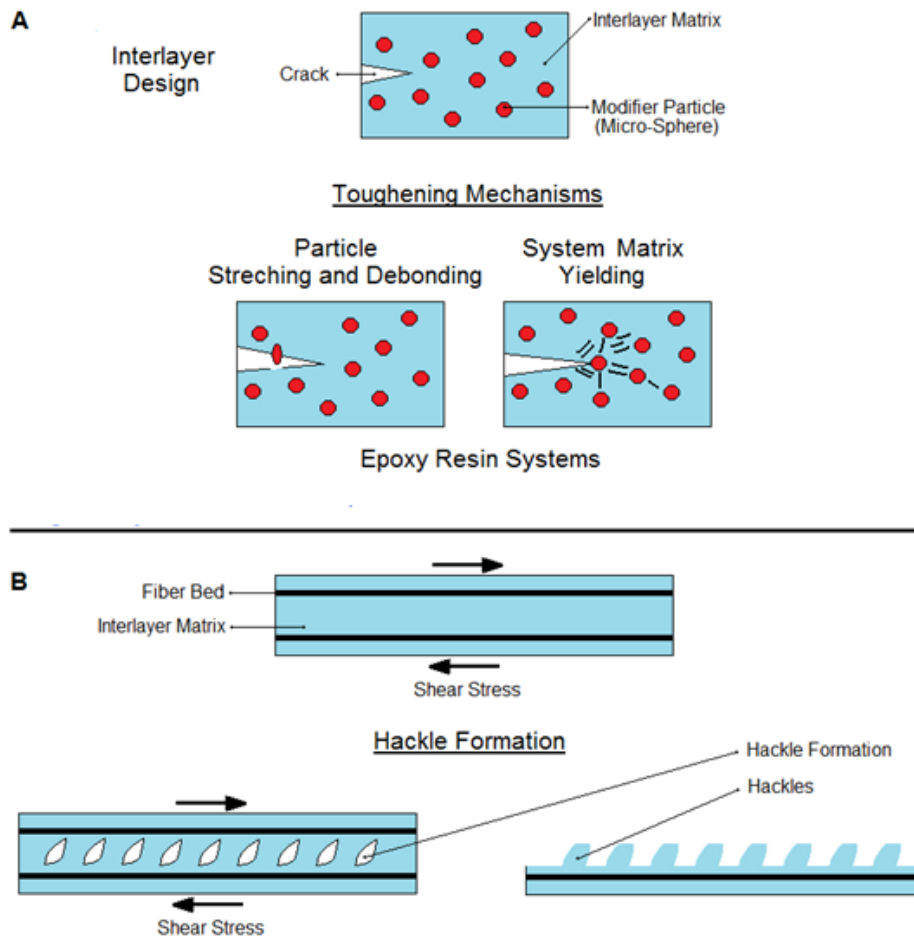 A
Interlayer
Design
Crack
Interlayer Matrix
Modifier Particle
(Micro-Sphere)
Toughening Mechanisms
Particle
Streching and Debonding
System Matrix
Yielding
Epoxy Resin Systems
B
Fiber Bed
Interlayer Matrix
Shear Stress
Hackle Formation
Hackle Formation
Hackles
Shear Stress